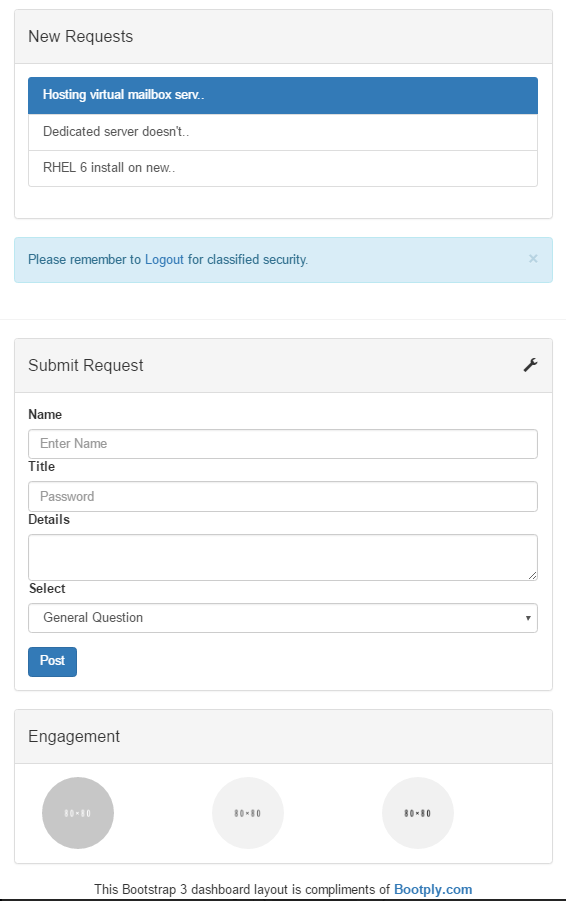 New Requests
Hosting virtual mailbox serv..
Dedicated server doesn't..
RHEL 6 install on new..
Please remember to Logout for classified security. ×
Submit Request
Name
Enter Name
Title
Password
Details
Select
General Question
Post
Engagement
80×80 80×80 80×80
This Bootstrap 3 dashboard layout is compliments of Bootply.com